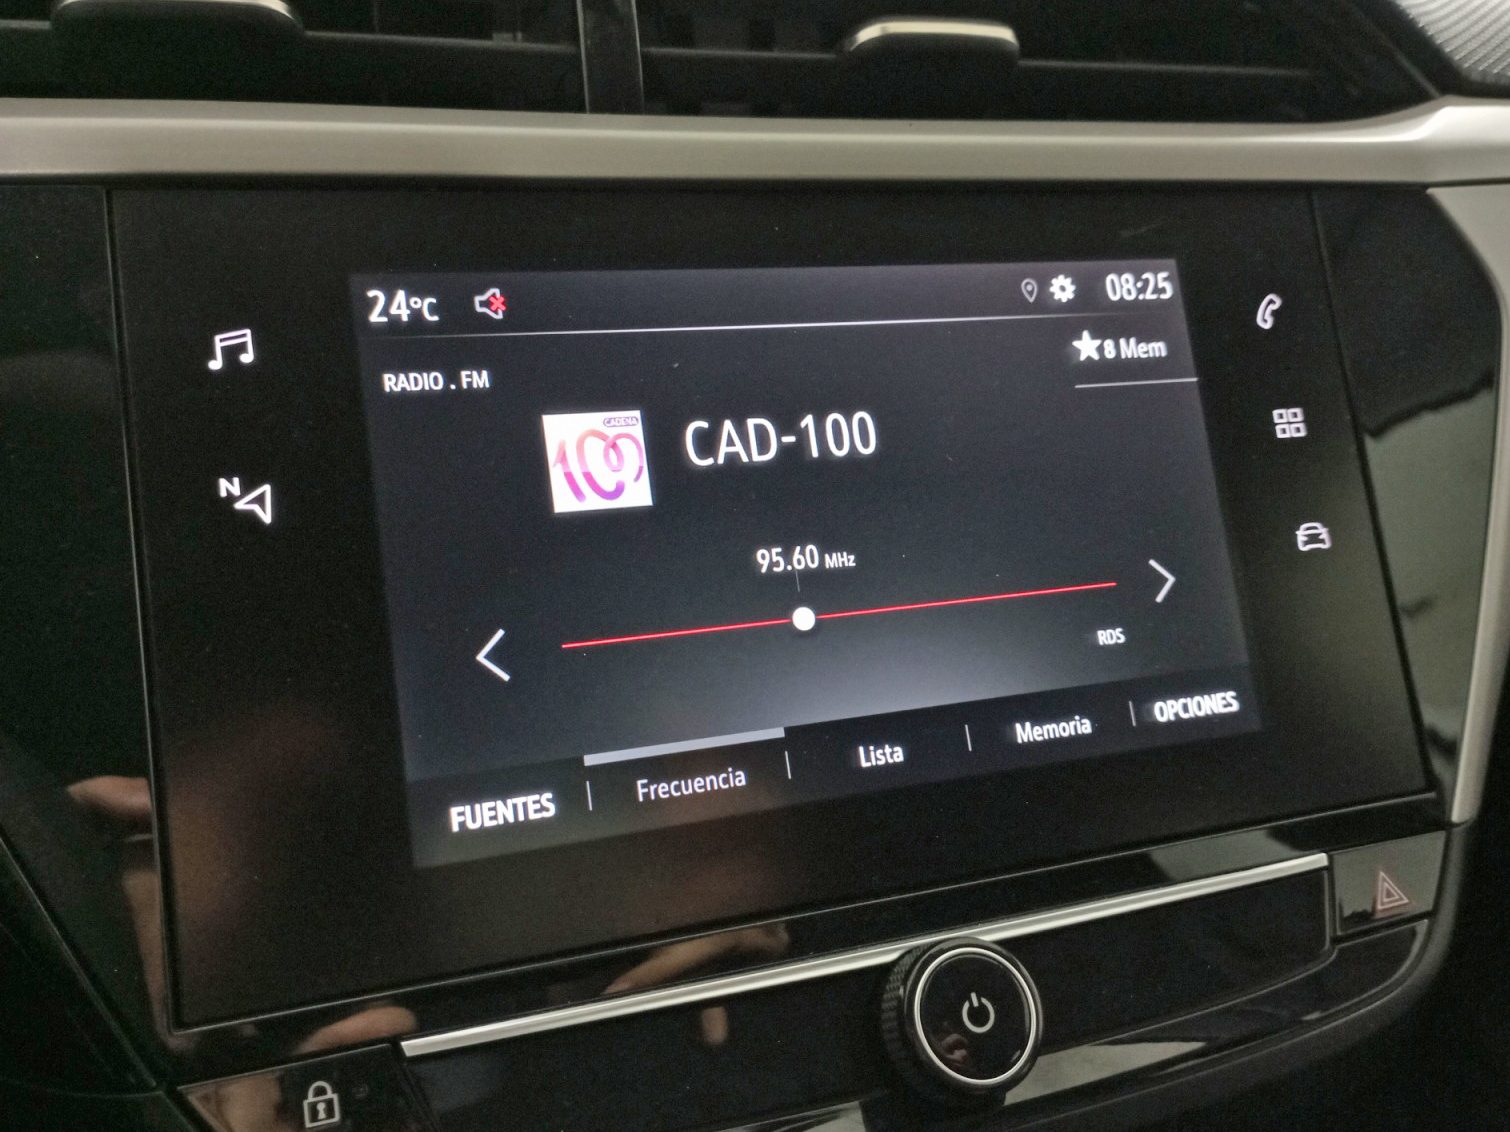 24°C
08:25
8 Mem
RADIO . FM
CADENA
100
CAD-100
N
95.60 MHz
RDS
FUENTES | Frecuencia | Lista | Memoria | OPCIONES